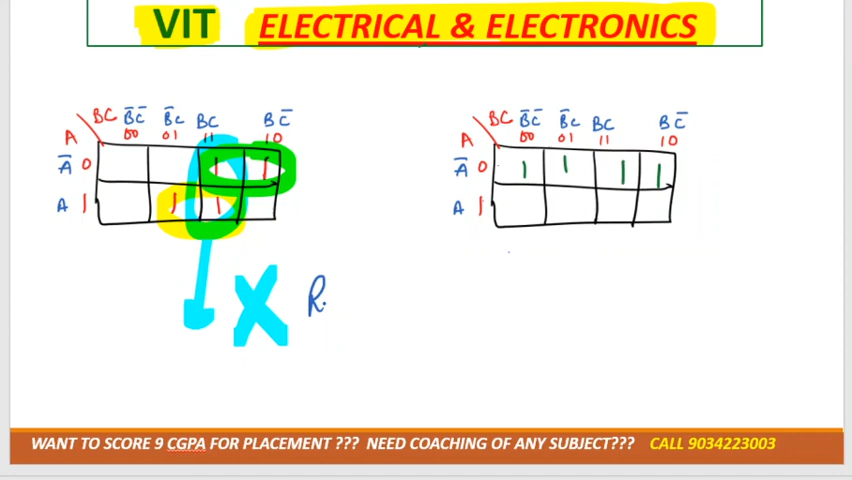 VIT ELECTRICAL & ELECTRONICS
BC B̄C̄ B̄C BC BC̄
A 00 01 11 10
Ā 0 1 1
A 1 1 1
X R.
BC B̄C̄ B̄C BC BC̄
A 00 01 11 10
Ā 0 1 1 1 1
A 1
WANT TO SCORE 9 CGPA FOR PLACEMENT ??? NEED COACHING OF ANY SUBJECT??? CALL 9034223003